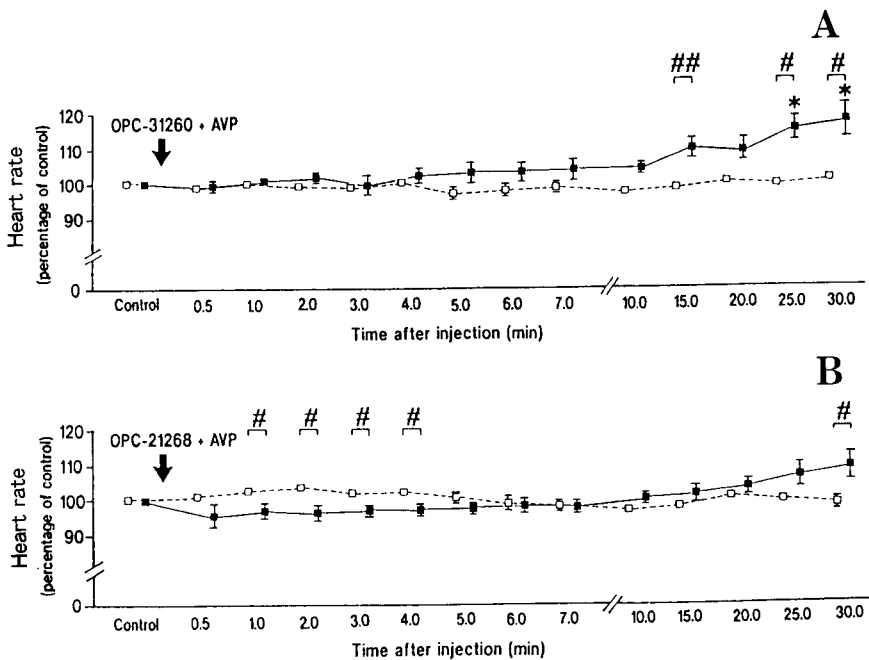 A
## # #
* *
OPC-31260 + AVP
Heart rate
(percentage of control)
120
110
100
90
0
Control 0.5 1.0 2.0 3.0 4.0 5.0 6.0 7.0 10.0 15.0 20.0 25.0 30.0
Time after injection (min)
B
# # # # #
OPC-21268 + AVP
Heart rate
(percentage of control)
120
110
100
90
0
Control 0.5 1.0 2.0 3.0 4.0 5.0 6.0 7.0 10.0 15.0 20.0 25.0 30.0
Time after injection (min)